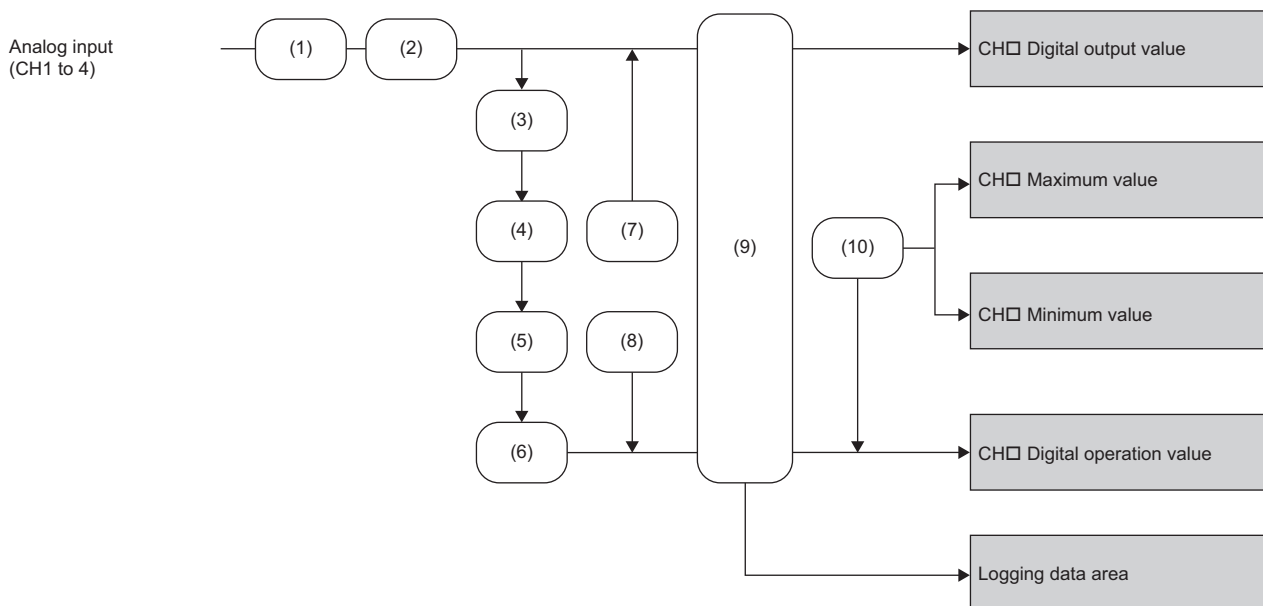 Analog input
(CH1 to 4)
(1)
(2)
CH□ Digital output value
(3)
CH□ Maximum value
(4)
(7)
(9)
(10)
CH□ Minimum value
(5)
(8)
(6)
CH□ Digital operation value
Logging data area